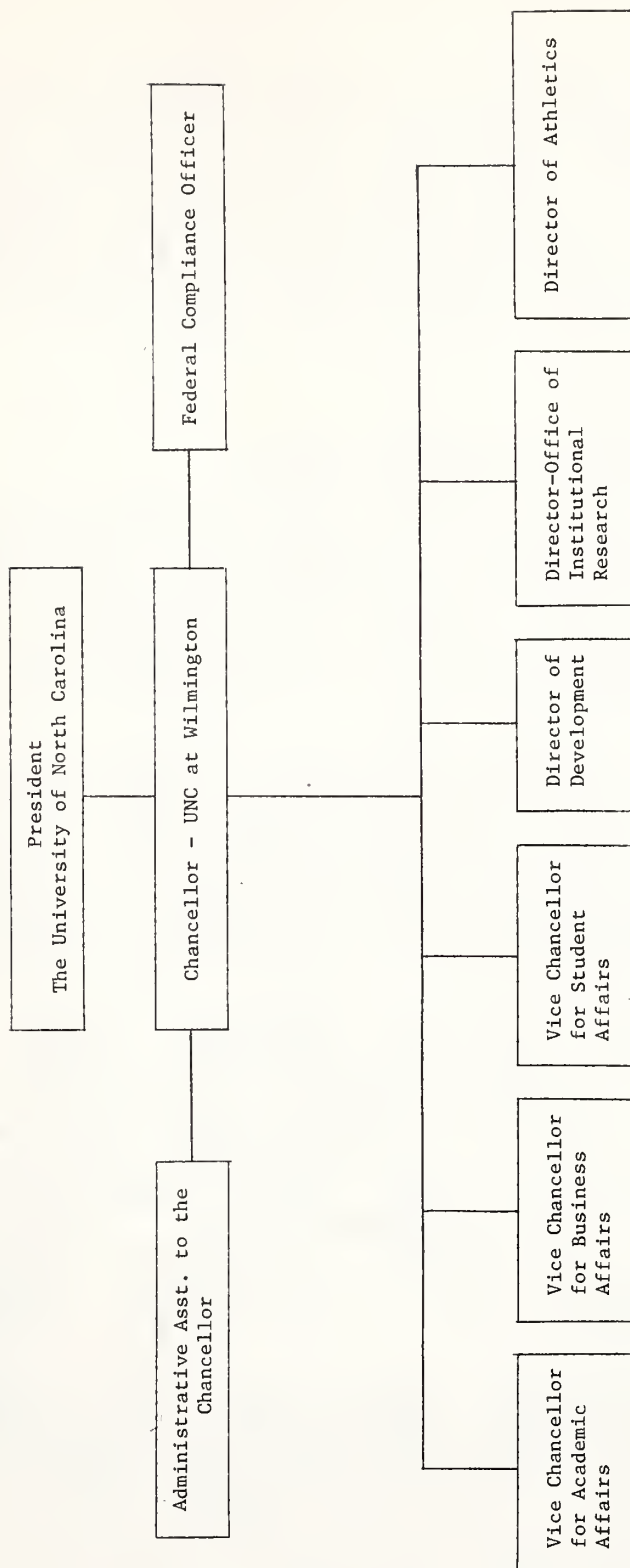 President
The University of North Carolina
Administrative Asst. to the
Chancellor
Chancellor - UNC at Wilmington
Federal Compliance Officer
Vice Chancellor
for Academic
Affairs
Vice Chancellor
for Business
Affairs
Vice Chancellor
for Student
Affairs
Director of
Development
Director-Office of
Institutional
Research
Director of Athletics